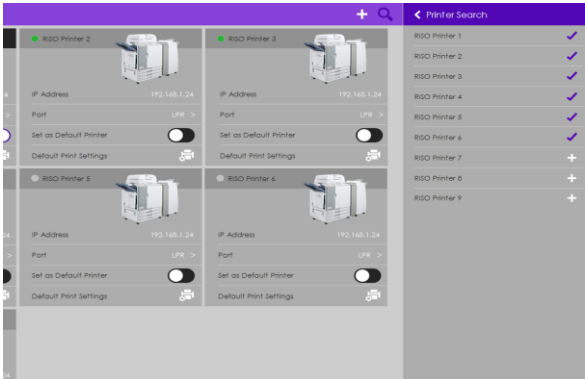 Printer Search
RISO Printer 2
RISO Printer 3
RISO Printer 1
RISO Printer 2
RISO Printer 3
RISO Printer 4
RISO Printer 5
RISO Printer 6
RISO Printer 7
RISO Printer 8
RISO Printer 9
24
IP Address 192.168.1.24
IP Address 192.168.1.24
>
Port LPR >
Port LPR >
Set as Default Printer
Set as Default Printer
Default Print Settings
Default Print Settings
RISO Printer 5
RISO Printer 6
24
IP Address 192.168.1.24
IP Address 192.168.1.24
>
Port LPR >
Port LPR >
Set as Default Printer
Set as Default Printer
Default Print Settings
Default Print Settings
24